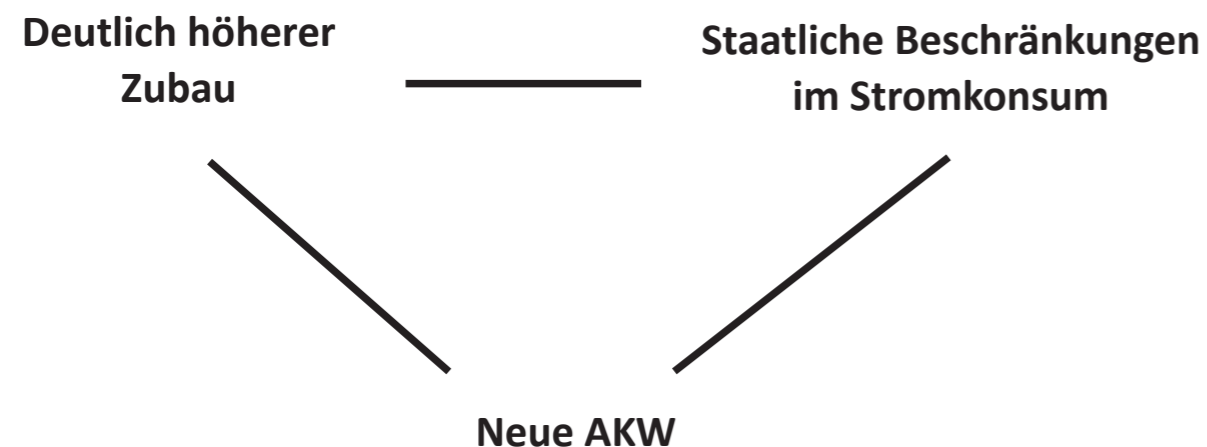 Deutlich höherer
Zubau
Staatliche Beschränkungen
im Stromkonsum
Neue AKW